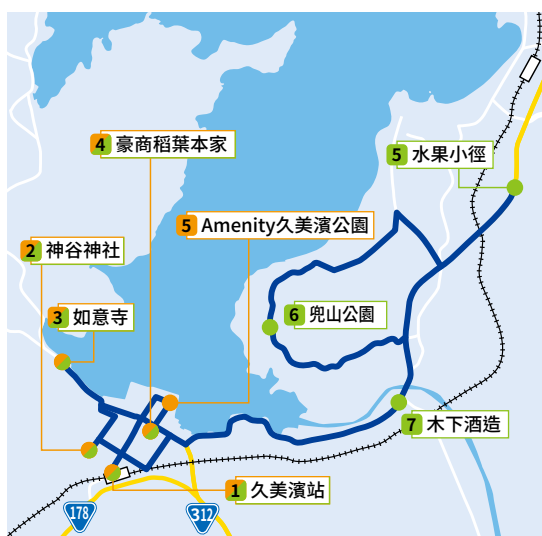 4 豪商稲葉本家
5 水果小徑
5 Amenity久美濱公園
2 神谷神社
3 如意寺
6 兜山公園
7 木下酒造
1 久美濱站
178
312